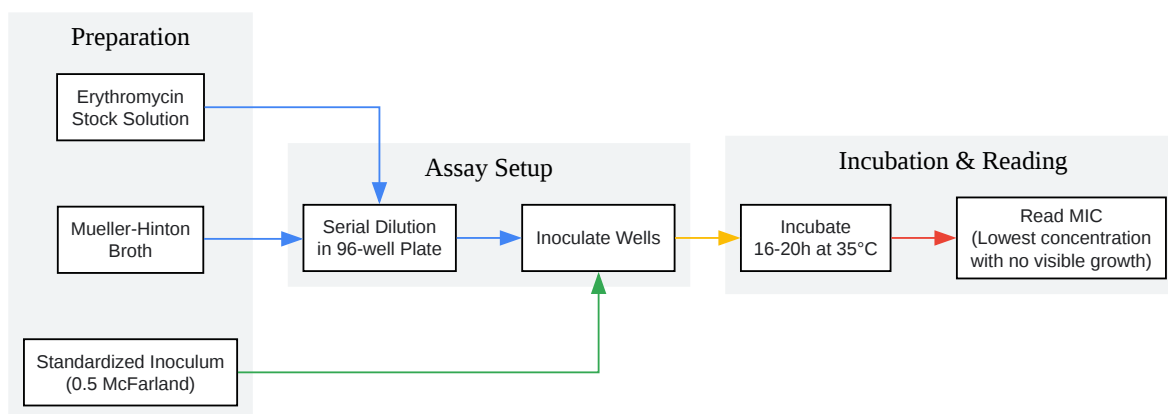 Preparation
Erythromycin
Stock Solution
Mueller-Hinton
Broth
Standardized Inoculum
(0.5 McFarland)
Assay Setup
Serial Dilution
in 96-well Plate
Inoculate Wells
Incubation & Reading
Incubate
16-20h at 35°C
Read MIC
(Lowest concentration
with no visible growth)